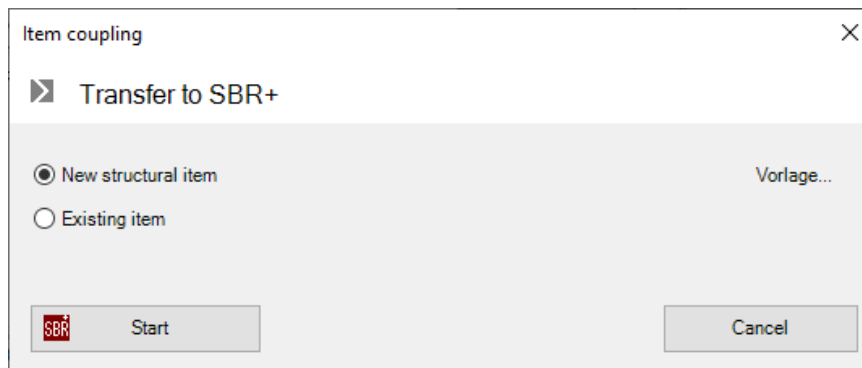 Item coupling
Transfer to SBR+
New structural item
Vorlage...
Existing item
SBR+ Start
Cancel